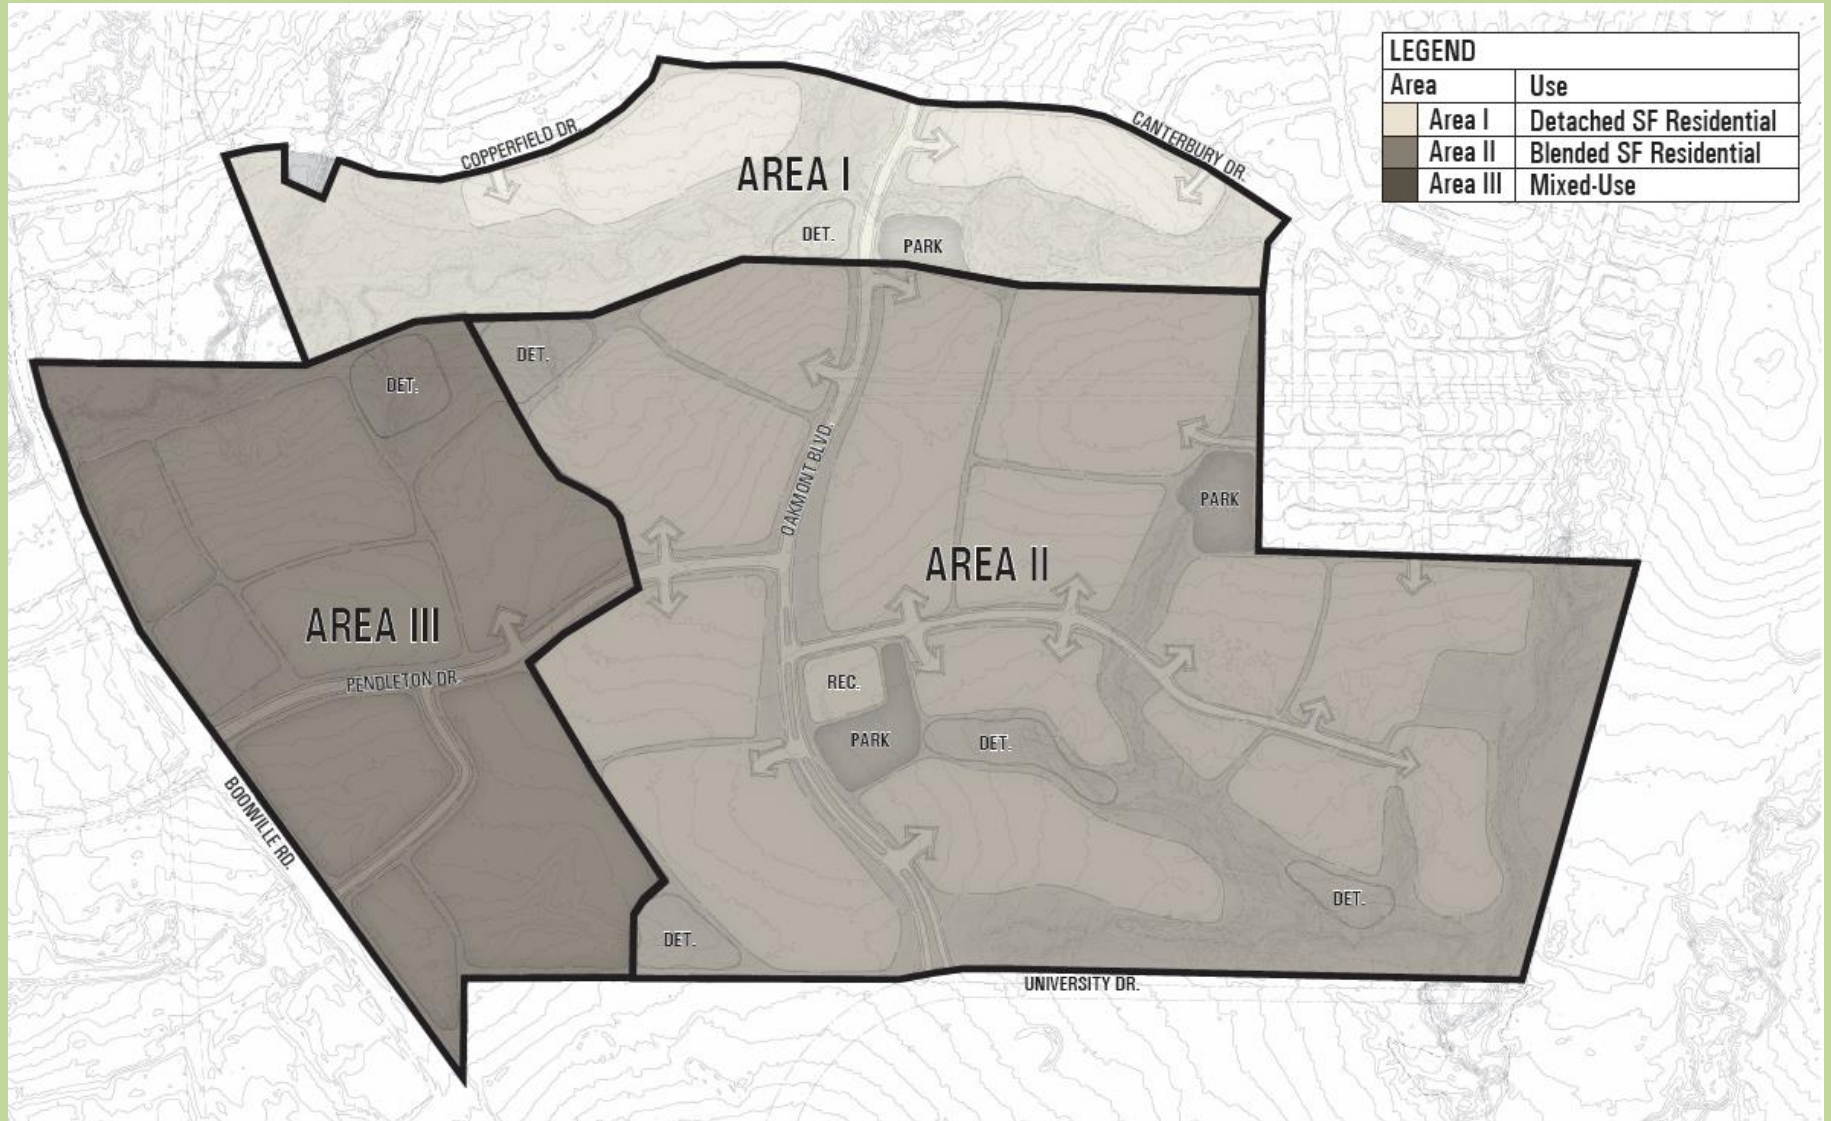 LEGEND
Area Use
Area I Detached SF Residential
Area II Blended SF Residential
Area III Mixed-Use
COPPERFIELD DR.
CANTERBURY DR.
AREA I
DET.
PARK
DET.
DET.
OAKMONT BLVD.
PARK
AREA II
AREA III
PENDLETON DR.
REC.
PARK
DET.
BOONVILLE RD.
DET.
DET.
UNIVERSITY DR.